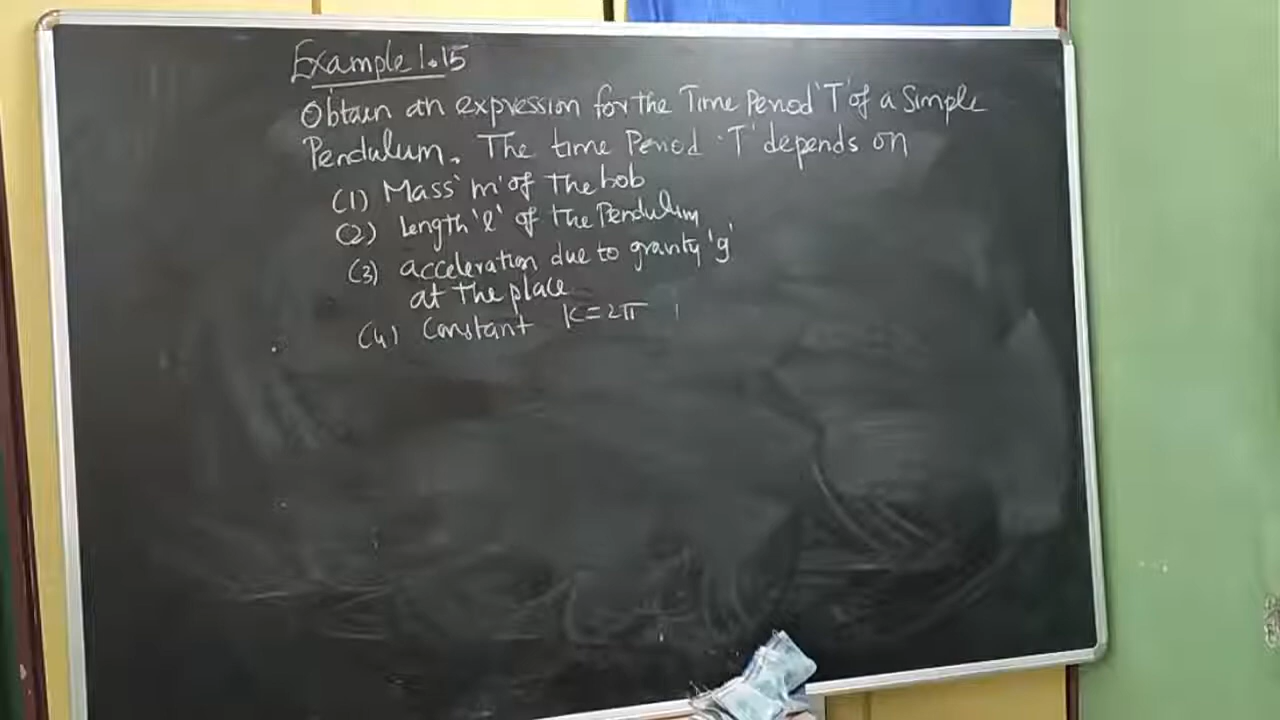 Example 1.15
Obtain an expression for the Time Period 'T' of a Simple
Pendulum. The time Period 'T' depends on
(1) Mass 'm' of The bob
(2) Length 'l' of the Pendulum
(3) acceleration due to gravity 'g'
at The place
(4) Constant K=2π